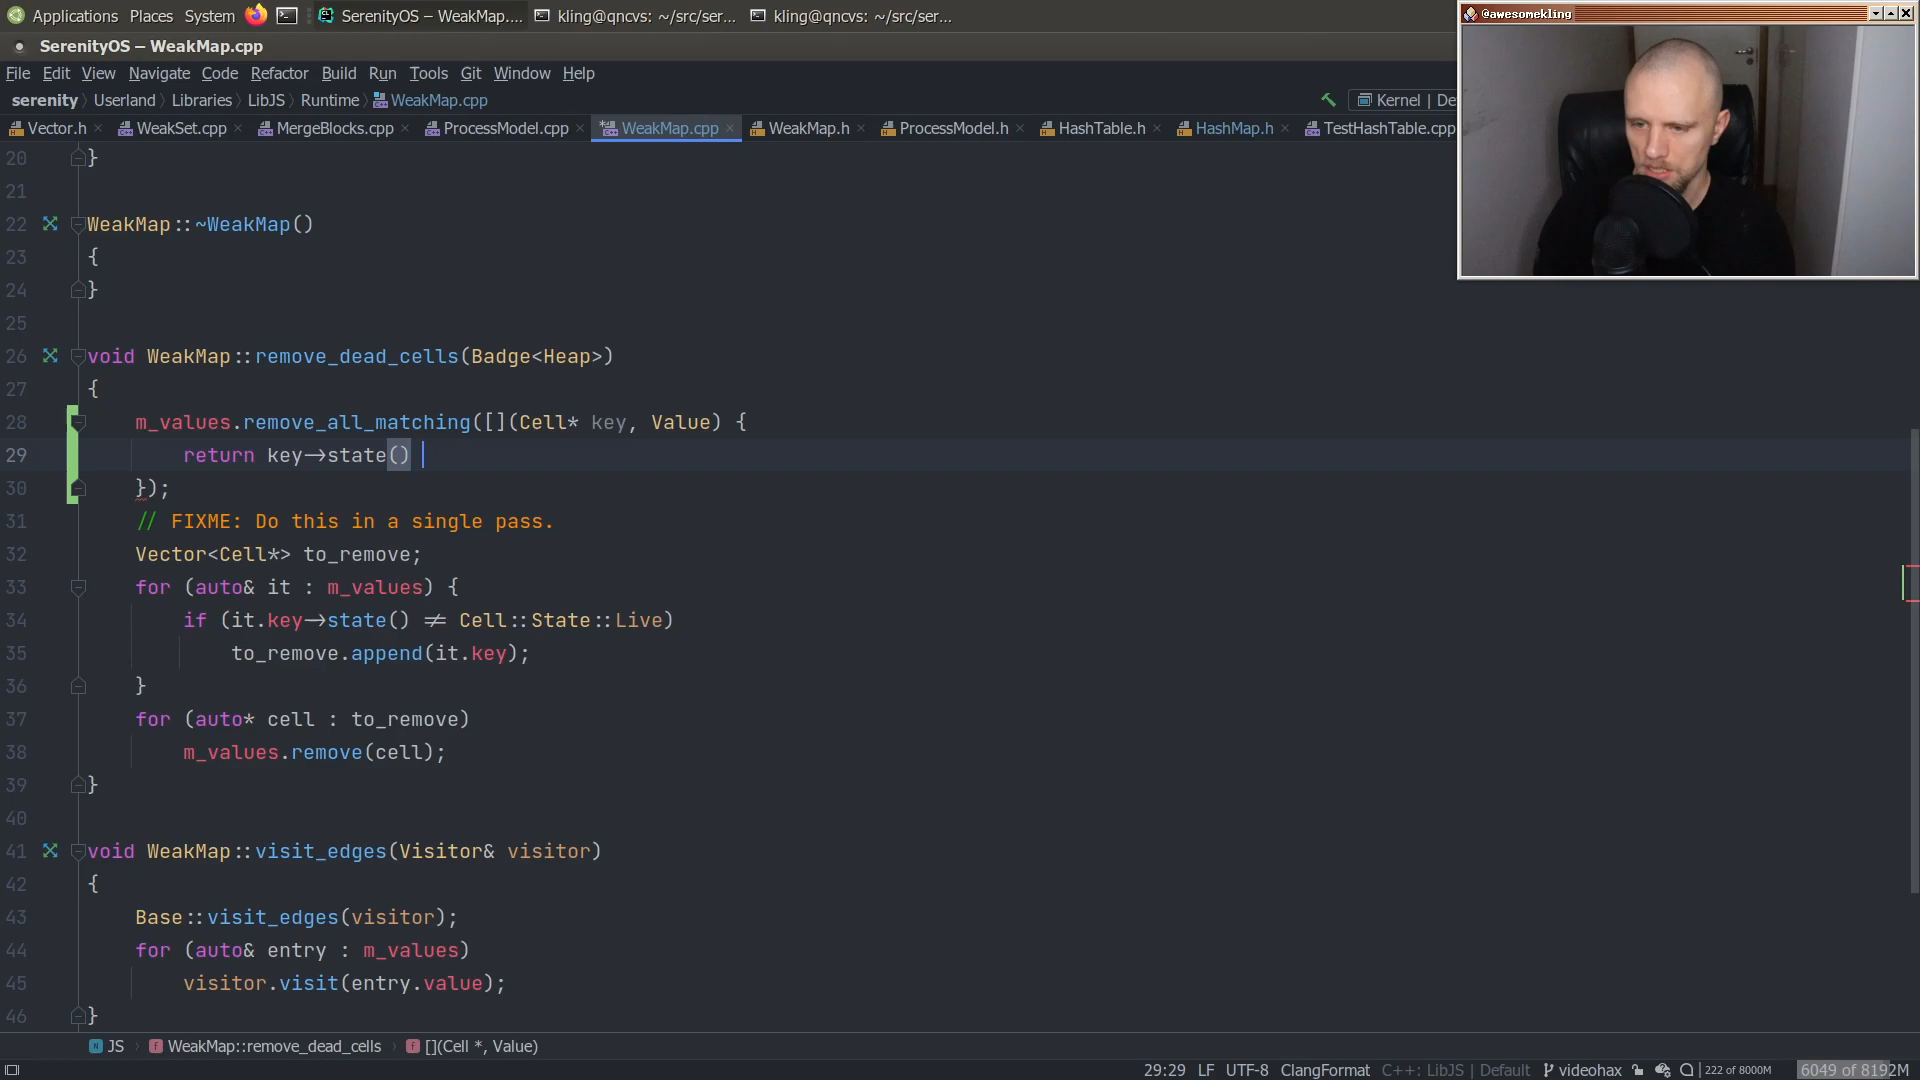 Applications Places System SerenityOS – WeakMap.... kling@qncvs: ~/src/ser... kling@qncvs: ~/src/ser...
@awesomekling
SerenityOS – WeakMap.cpp
File Edit View Navigate Code Refactor Build Run Tools Git Window Help
serenity Userland Libraries LibJS Runtime WeakMap.cpp Kernel | De
Vector.h WeakSet.cpp MergeBlocks.cpp ProcessModel.cpp WeakMap.cpp WeakMap.h ProcessModel.h HashTable.h HashMap.h TestHashTable.cpp
20 }
21
22 WeakMap::~WeakMap()
23 {
24 }
25
26 void WeakMap::remove_dead_cells(Badge<Heap>)
27 {
28 m_values.remove_all_matching([](Cell* key, Value) {
29 return key->state()
30 });
31 // FIXME: Do this in a single pass.
32 Vector<Cell*> to_remove;
33 for (auto& it : m_values) {
34 if (it.key->state() != Cell::State::Live)
35 to_remove.append(it.key);
36 }
37 for (auto* cell : to_remove)
38 m_values.remove(cell);
39 }
40
41 void WeakMap::visit_edges(Visitor& visitor)
42 {
43 Base::visit_edges(visitor);
44 for (auto& entry : m_values)
45 visitor.visit(entry.value);
46 }
JS WeakMap::remove_dead_cells [](Cell *, Value)
29:29 LF UTF-8 ClangFormat C++: LibJS | Default videohax 222 of 8000M 6049 of 8192M